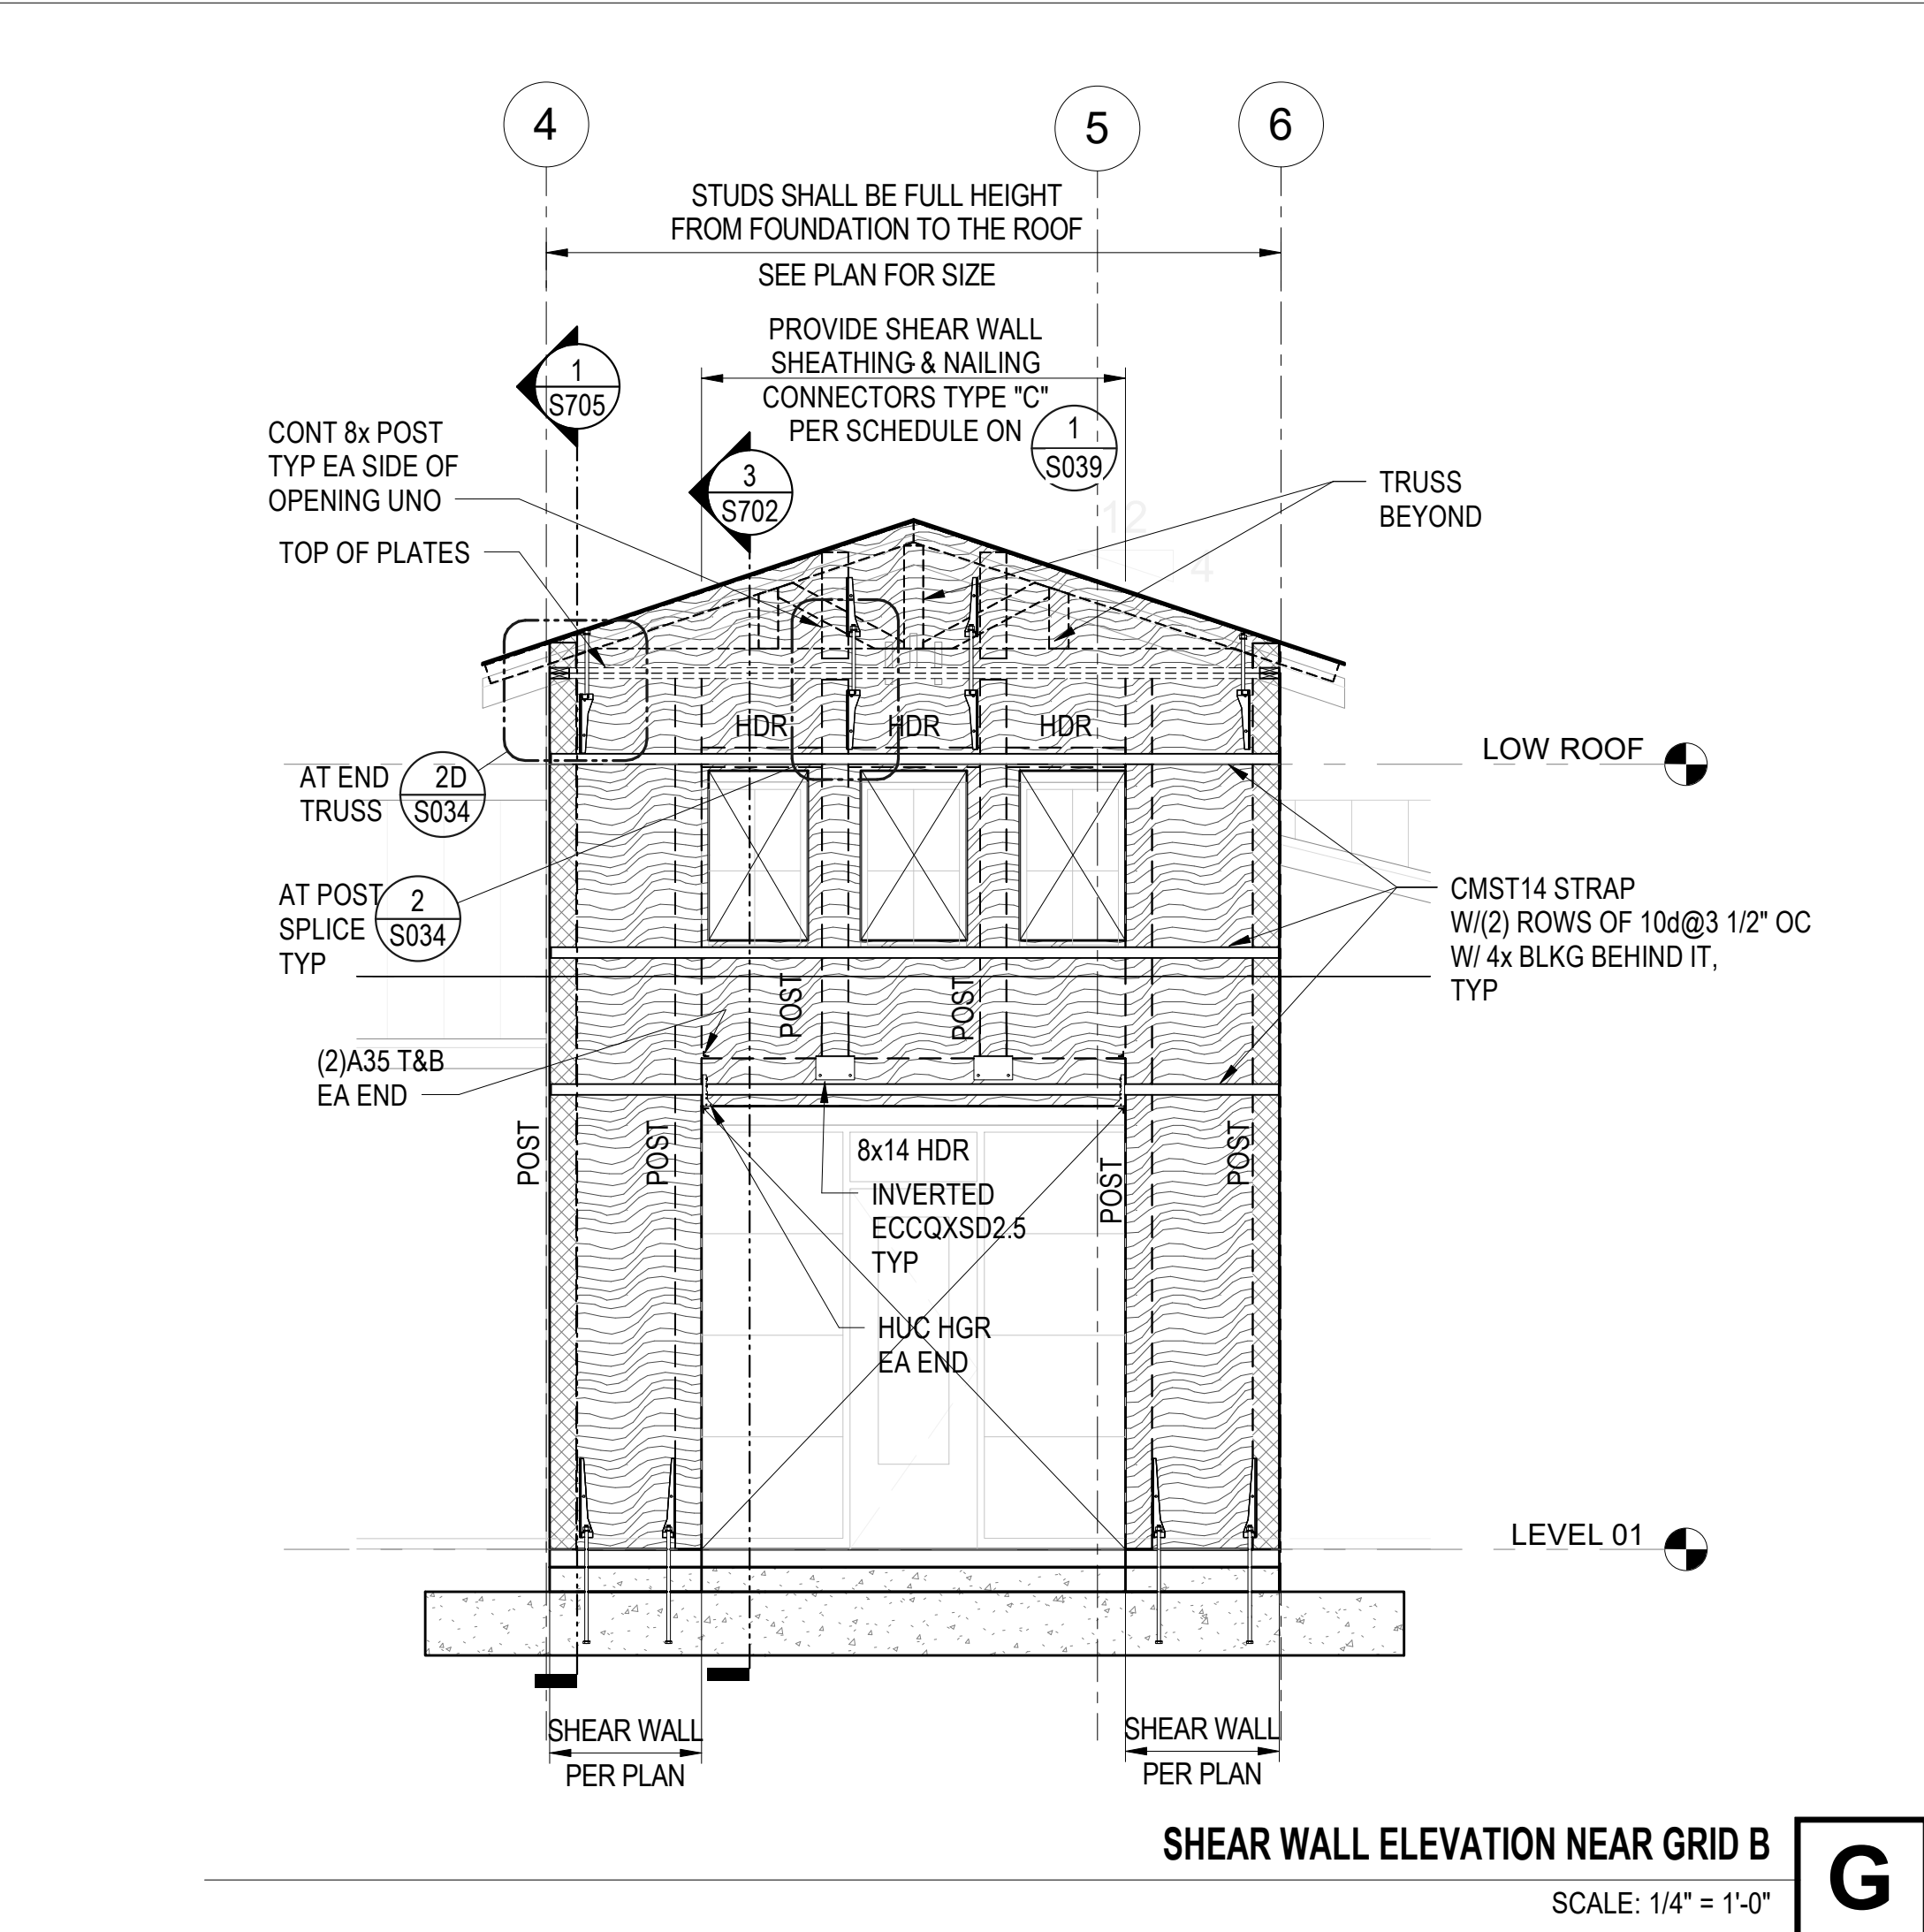 4
5
6
STUDS SHALL BE FULL HEIGHT
FROM FOUNDATION TO THE ROOF
SEE PLAN FOR SIZE
PROVIDE SHEAR WALL
SHEATHING & NAILING
CONNECTORS TYPE "C"
PER SCHEDULE ON
1
S039
1
S705
3
S702
CONT 8x POST
TYP EA SIDE OF
OPENING UNO
TOP OF PLATES
TRUSS
BEYOND
12
4
HDR
HDR
HDR
LOW ROOF
AT END
TRUSS
2D
S034
AT POST
SPLICE
TYP
2
S034
CMST14 STRAP
W/(2) ROWS OF 10d@3 1/2" OC
W/ 4x BLKG BEHIND IT,
TYP
POST
POST
(2)A35 T&B
EA END
POST
POST
POST
POST
8x14 HDR
INVERTED
ECCQXSD2.5
TYP
HUC HGR
EA END
LEVEL 01
SHEAR WALL
PER PLAN
SHEAR WALL
PER PLAN
SHEAR WALL ELEVATION NEAR GRID B
SCALE: 1/4" = 1'-0"
G